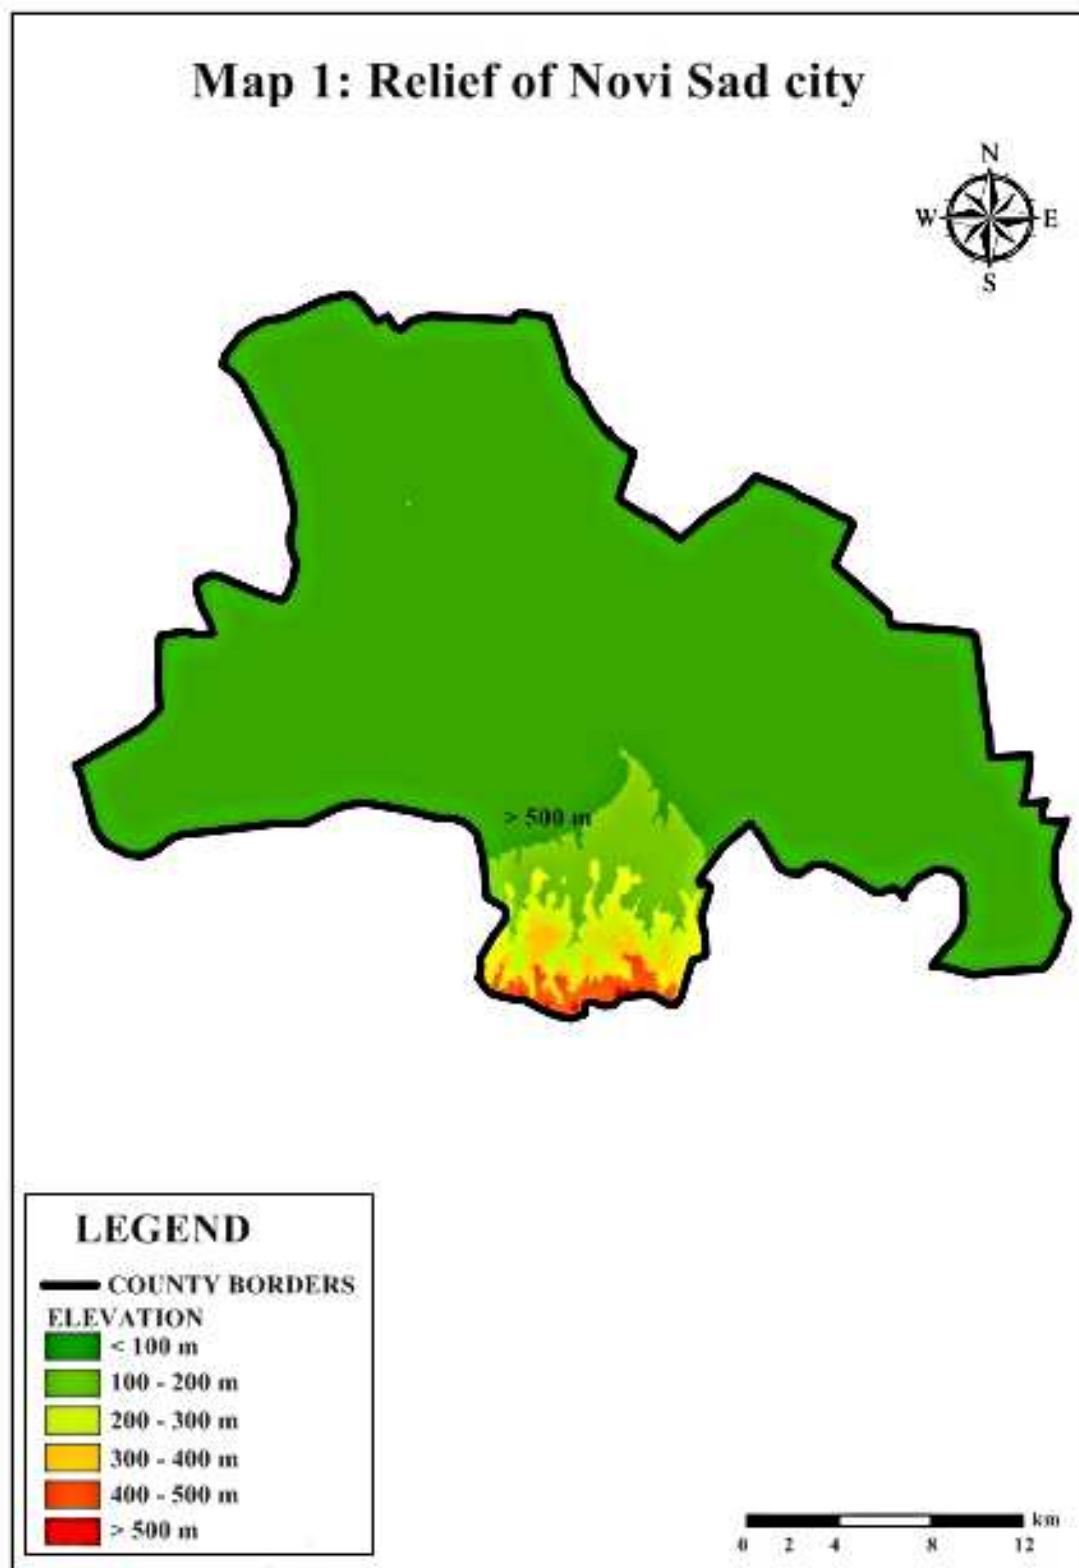 Map 1: Relief of Novi Sad city
N
W E
S
> 500 m
LEGEND
COUNTY BORDERS
ELEVATION
< 100 m
100 - 200 m
200 - 300 m
300 - 400 m
400 - 500 m
> 500 m
km
0 2 4 8 12